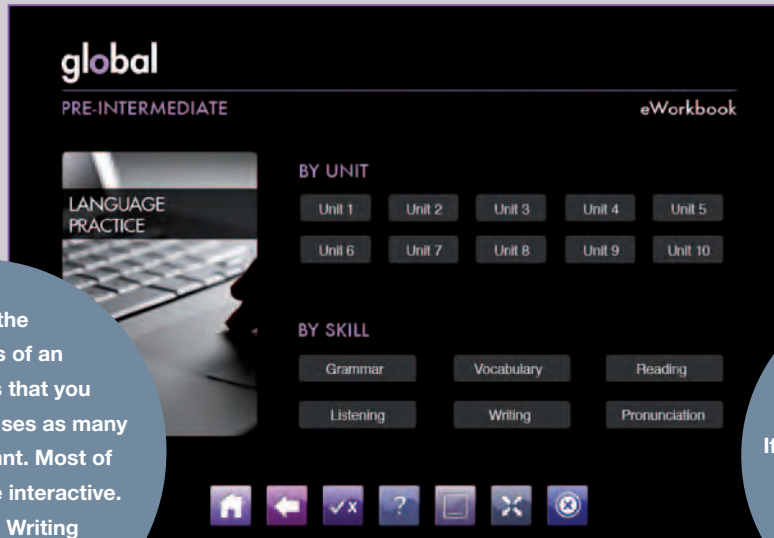 global
PRE-INTERMEDIATE
eWorkbook
LANGUAGE
PRACTICE
BY UNIT
Unit 1 Unit 2 Unit 3 Unit 4 Unit 5
Unit 6 Unit 7 Unit 8 Unit 9 Unit 10
BY SKILL
Grammar Vocabulary Reading
Listening Writing Pronunciation
✓x ?
the
s of an
s that you
ses as many
nt. Most of
e interactive.
Writing
If